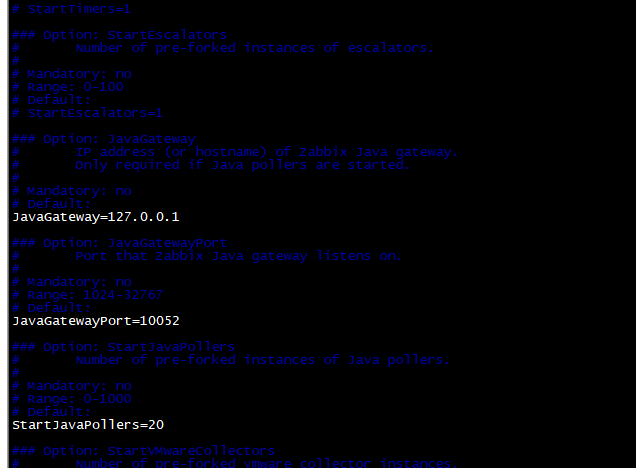 # StartTimers=1
### Option: StartEscalators
#       Number of pre-forked instances of escalators.
#
# Mandatory: no
# Range: 0-100
# Default:
# StartEscalators=1
### Option: JavaGateway
#       IP address (or hostname) of Zabbix Java gateway.
#       Only required if Java pollers are started.
#
# Mandatory: no
# Default:
JavaGateway=127.0.0.1
### Option: JavaGatewayPort
#       Port that Zabbix Java gateway listens on.
#
# Mandatory: no
# Range: 1024-32767
# Default:
JavaGatewayPort=10052
### Option: StartJavaPollers
#       Number of pre-forked instances of Java pollers.
#
# Mandatory: no
# Range: 0-1000
# Default:
StartJavaPollers=20
### Option: StartVMwareCollectors
#       Number of pre-forked vmware collector instances.